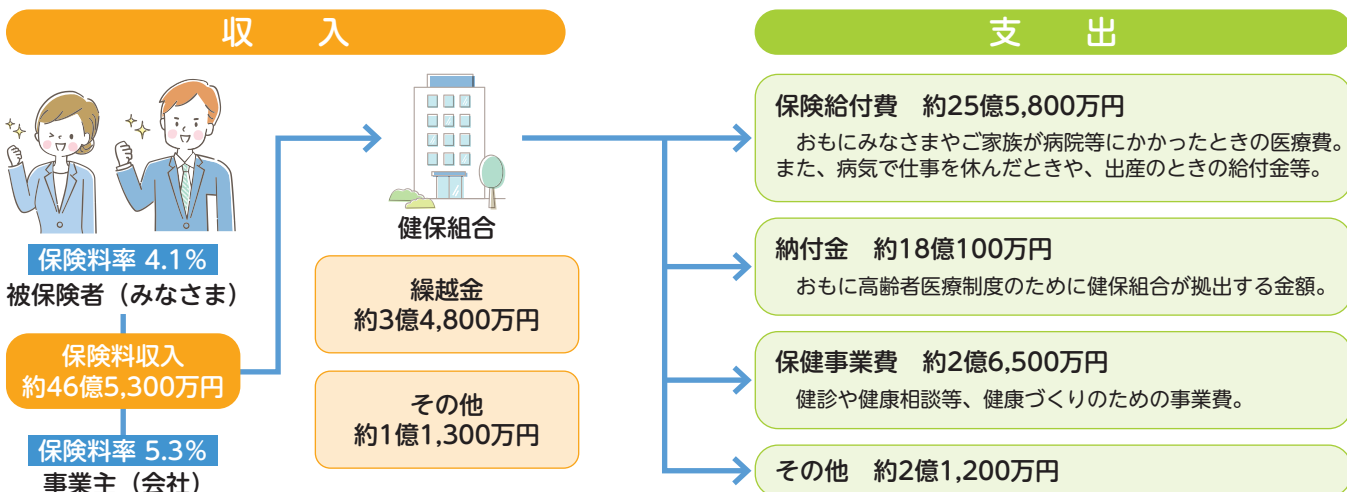 収 入
保険料率 4.1%
被保険者（みなさま）
保険料収入
約46億5,300万円
保険料率 5.3%
事業主（会社）
健保組合
繰越金
約3億4,800万円
その他
約1億1,300万円
支 出
保険給付費 約25億5,800万円
おもにみなさまやご家族が病院等にかかったときの医療費。
また、病気で仕事を休んだときや、出産のときの給付金等。
納付金 約18億100万円
おもに高齢者医療制度のために健保組合が拠出する金額。
保健事業費 約2億6,500万円
健診や健康相談等、健康づくりのための事業費。
その他 約2億1,200万円